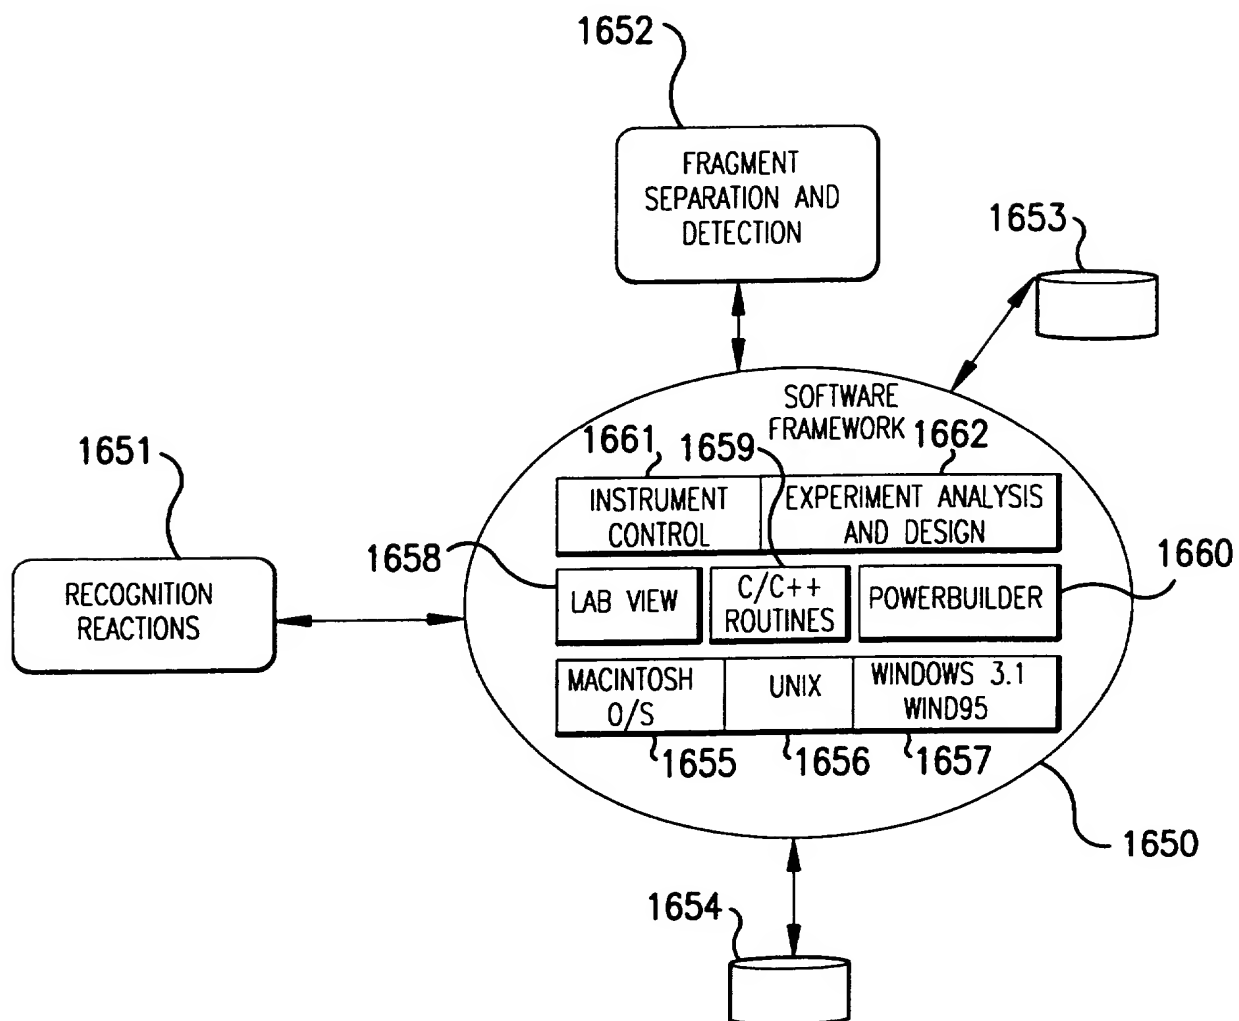 1652
FRAGMENT
SEPARATION AND
DETECTION
1653
SOFTWARE
FRAMEWORK
1661
1659
1662
1651
INSTRUMENT
CONTROL
EXPERIMENT ANALYSIS
AND DESIGN
1658
1660
RECOGNITION
REACTIONS
LAB VIEW
C/C++
ROUTINES
POWERBUILDER
MACINTOSH
O/S
UNIX
WINDOWS 3.1
WIND95
1655
1656
1657
1650
1654